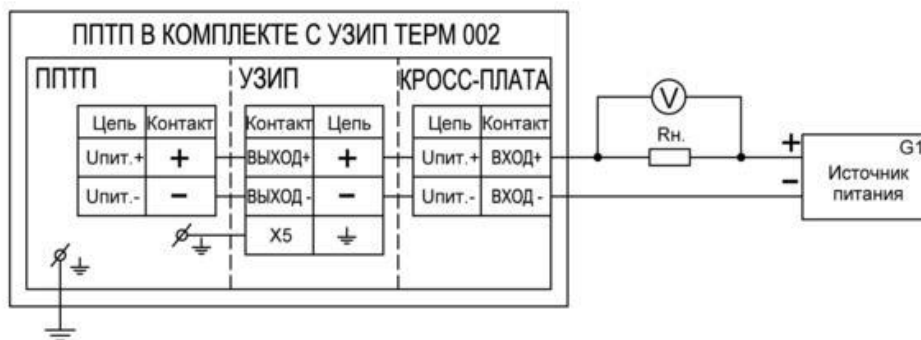 ППТП В КОМПЛЕКТЕ С УЗИП ТЕРМ 002
ППТП УЗИП КРОСС-ПЛАТА
Цепь Контакт Контакт Цепь Цепь Контакт
Uпит.+ + ВЫХОД+ + Uпит.+ ВХОД+
Uпит.- − ВЫХОД - − Uпит.- ВХОД -
X5
V
Rн.
+ G1
− Источник
питания